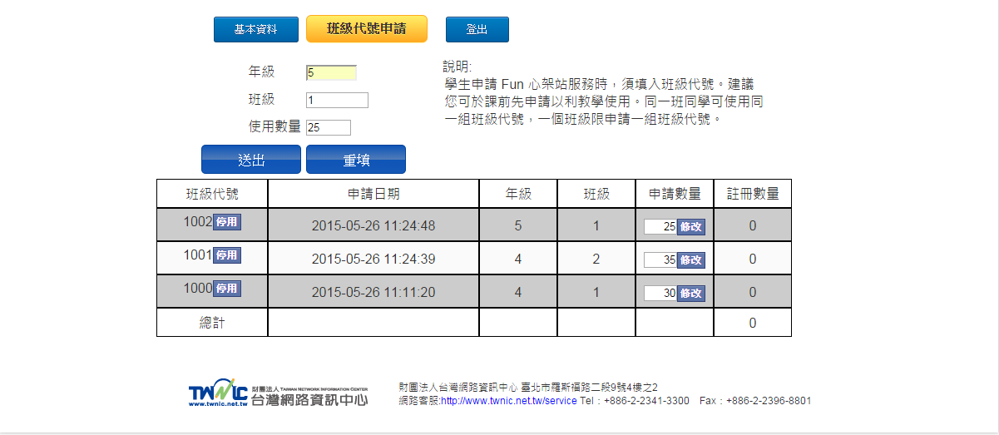 基本資料 班級代號申請 登出
年級 5
班級 1
使用數量 25
說明:
學生申請 Fun 心架站服務時，須填入班級代號。建議
您可於課前先申請以利教學使用。同一班同學可使用同
一組班級代號，一個班級限申請一組班級代號。
送出 重填
班級代號 申請日期 年級 班級 申請數量 註冊數量
1002 停用 2015-05-26 11:24:48 5 1 25 修改 0
1001 停用 2015-05-26 11:24:39 4 2 35 修改 0
1000 停用 2015-05-26 11:11:20 4 1 30 修改 0
總計 0
TWNIC 財團法人 TAIWAN NETWORK INFORMATION CENTER
www.twnic.net.tw 台灣網路資訊中心
財團法人台灣網路資訊中心 臺北市羅斯福路二段9號4樓之2
網路客服:http://www.twnic.net.tw/service Tel：+886-2-2341-3300 Fax：+886-2-2396-8801